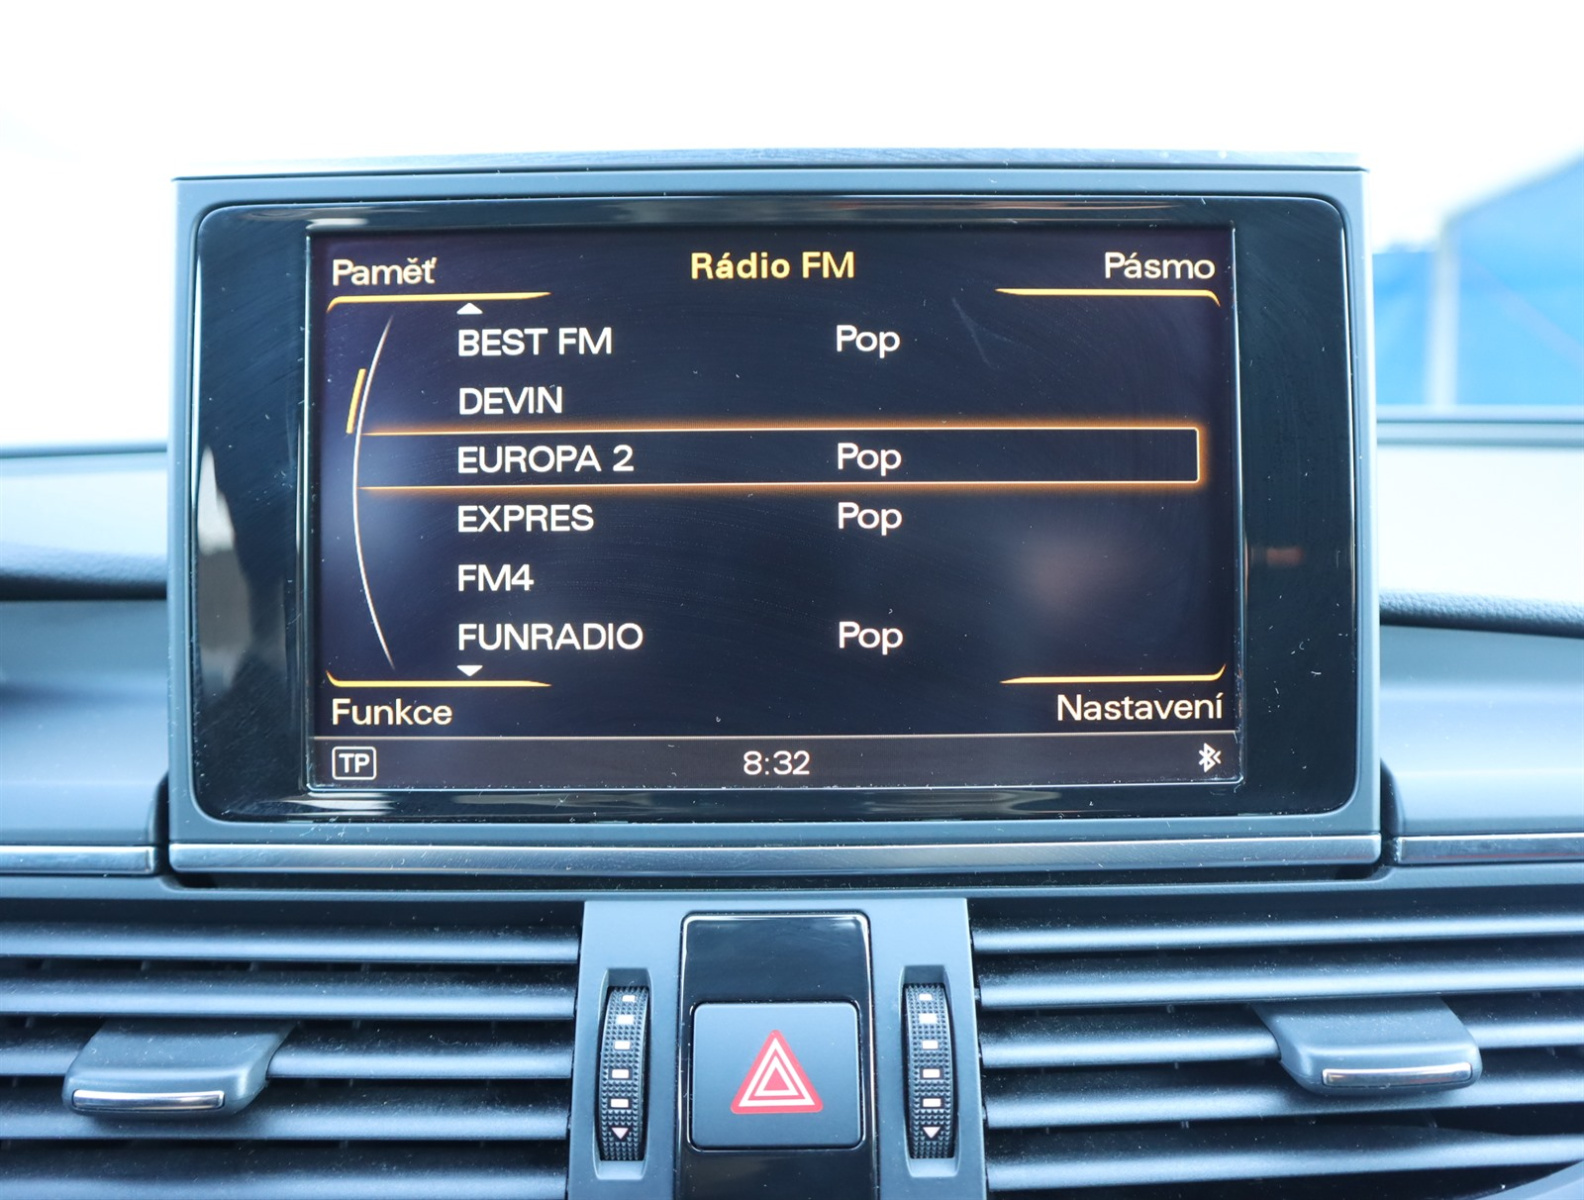 Paměť Rádio FM Pásmo
BEST FM Pop
DEVIN
EUROPA 2 Pop
EXPRES Pop
FM4
FUNRADIO Pop
Funkce Nastavení
TP 8:32